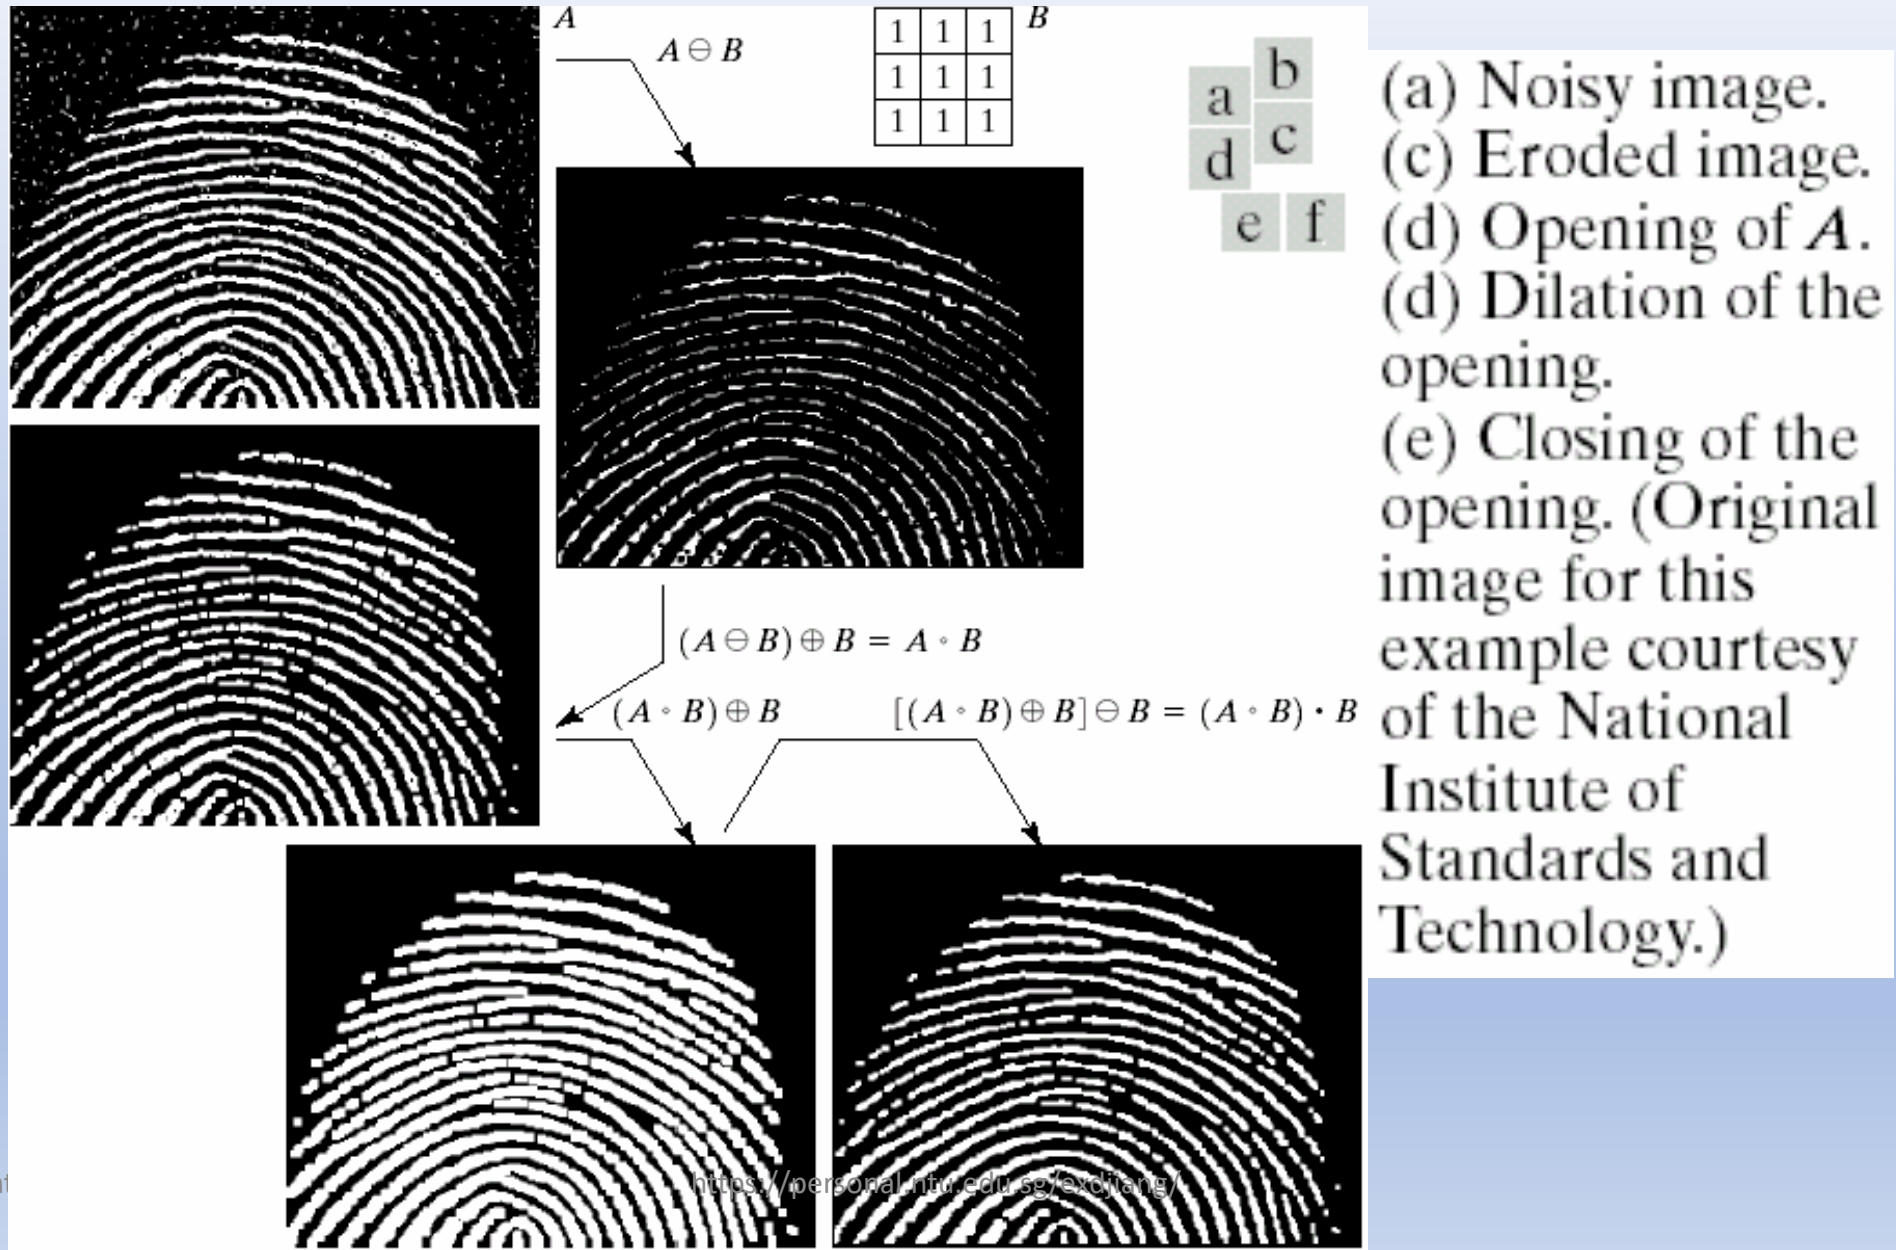 A
A ⊖ B
1 1 1
1 1 1
1 1 1
B
a b
d c
e f
(A ⊖ B) ⊕ B = A ∘ B
(A ∘ B) ⊕ B
[(A ∘ B) ⊕ B] ⊖ B = (A ∘ B) • B
(a) Noisy image.
(c) Eroded image.
(d) Opening of A.
(d) Dilation of the
opening.
(e) Closing of the
opening. (Original
image for this
example courtesy
of the National
Institute of
Standards and
Technology.)
https://personal.ntu.edu.sg/exdjiang/